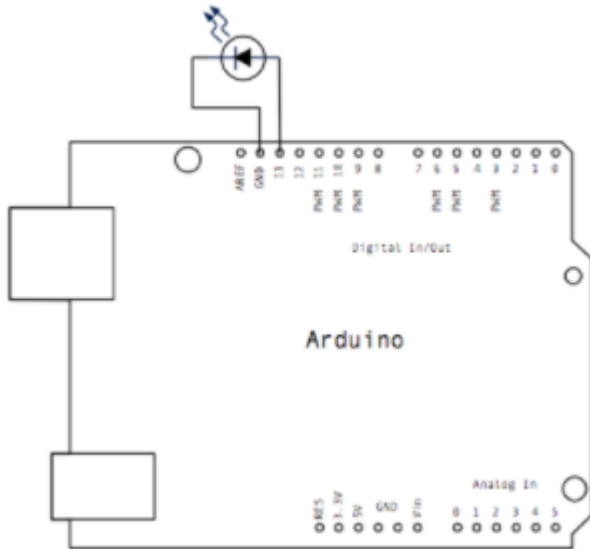 AREF GND 13 12 11 10 9 8 7 6 5 4 3 2 1 0
PWM PWM PWM PWM PWM PWM
Digital In/Out
Arduino
Analog In
RES 3.3V 5V GND Vin 0 1 2 3 4 5